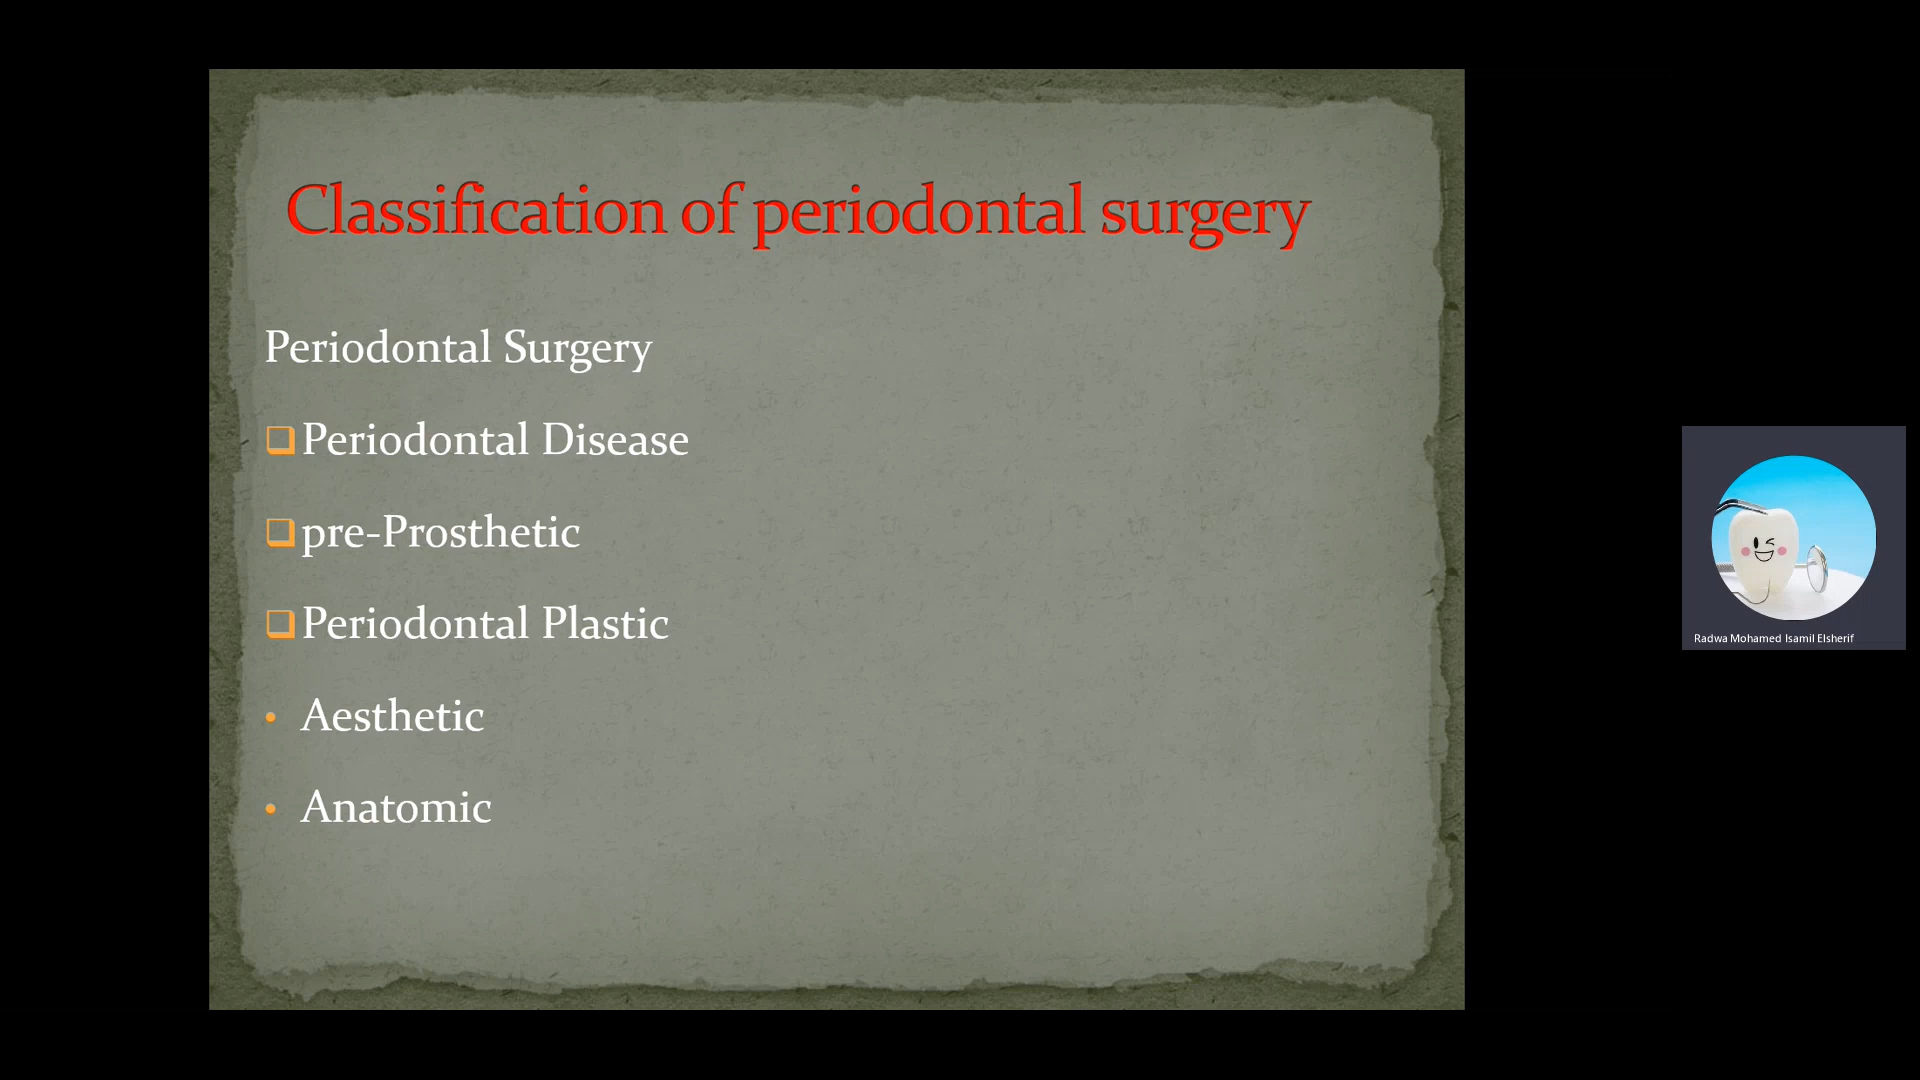 Classification of periodontal surgery
Periodontal Surgery
Periodontal Disease
pre-Prosthetic
Periodontal Plastic
Aesthetic
Anatomic
Radwa Mohamed Isamil Elsherif